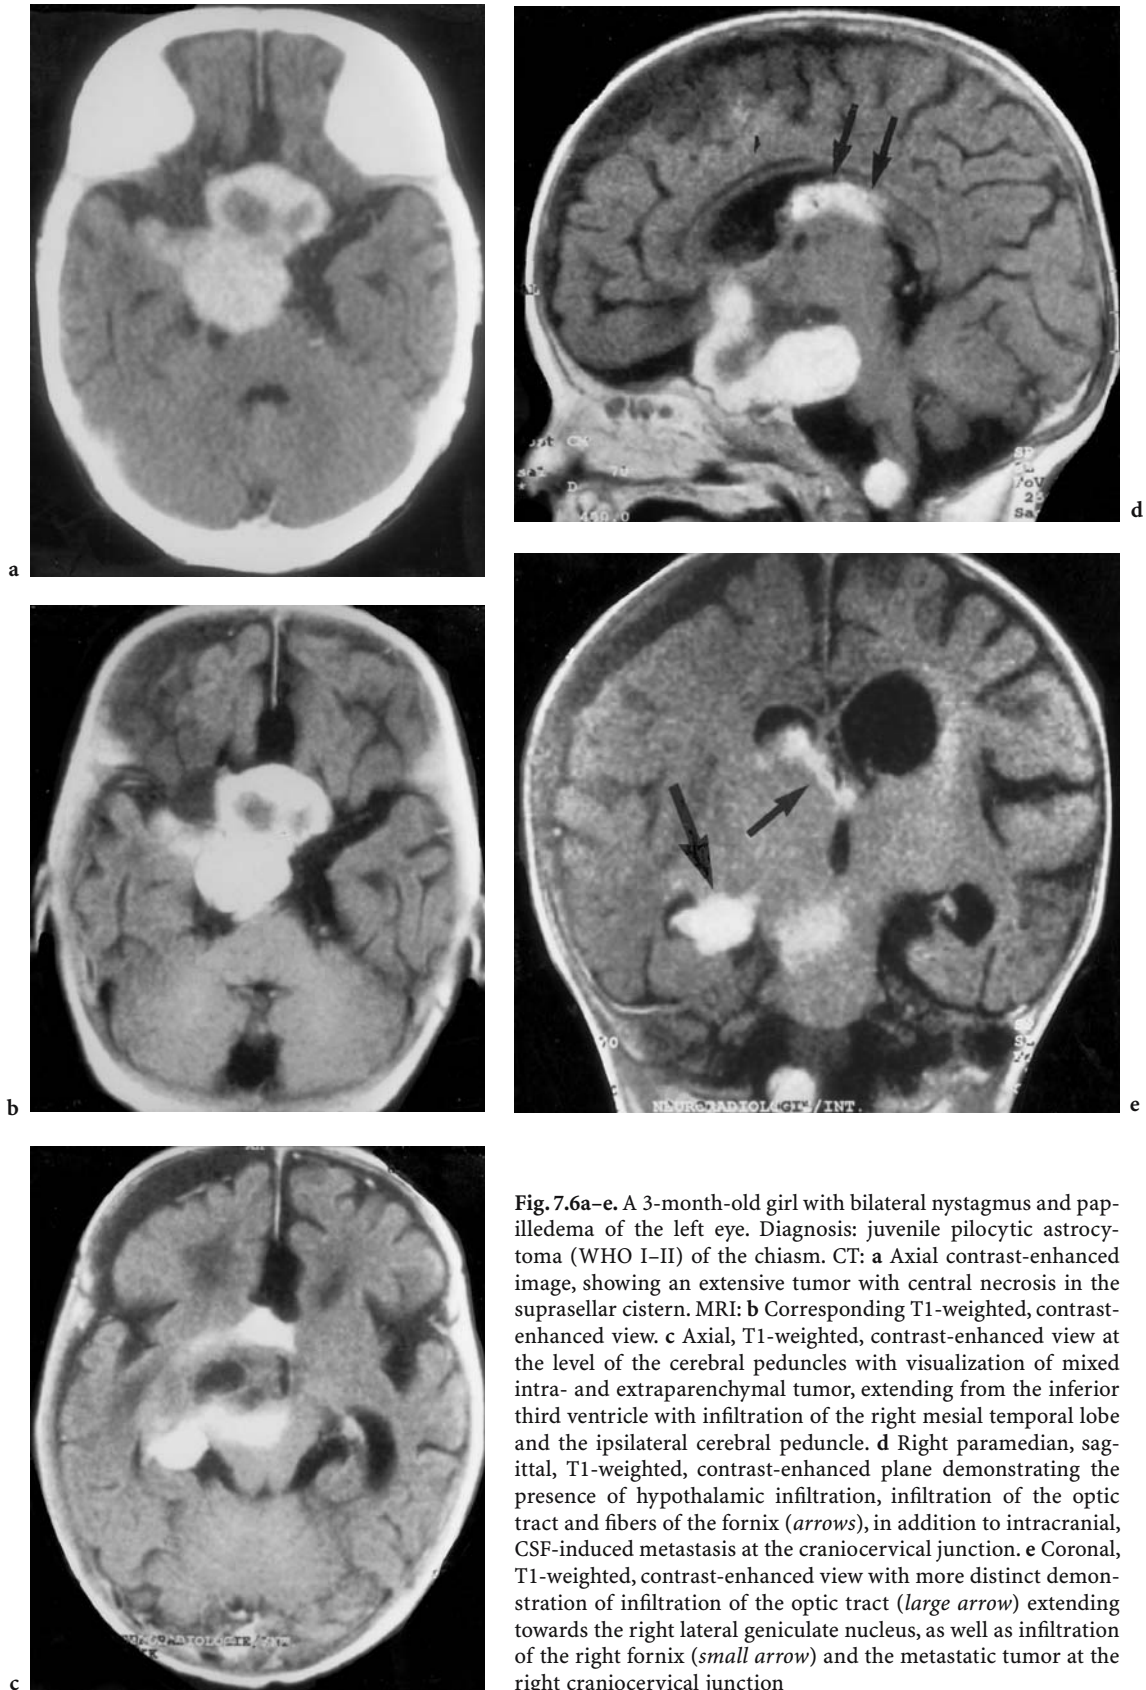 a
d
b
e
NEURORADIOLOGIE/INT.
c
Fig. 7.6a–e. A 3-month-old girl with bilateral nystagmus and pap-
illedema of the left eye. Diagnosis: juvenile pilocytic astrocy-
toma (WHO I–II) of the chiasm. CT: a Axial contrast-enhanced
image, showing an extensive tumor with central necrosis in the
suprasellar cistern. MRI: b Corresponding T1-weighted, contrast-
enhanced view. c Axial, T1-weighted, contrast-enhanced view at
the level of the cerebral peduncles with visualization of mixed
intra- and extraparenchymal tumor, extending from the inferior
third ventricle with infiltration of the right mesial temporal lobe
and the ipsilateral cerebral peduncle. d Right paramedian, sag-
ittal, T1-weighted, contrast-enhanced plane demonstrating the
presence of hypothalamic infiltration, infiltration of the optic
tract and fibers of the fornix (arrows), in addition to intracranial,
CSF-induced metastasis at the craniocervical junction. e Coronal,
T1-weighted, contrast-enhanced view with more distinct demon-
stration of infiltration of the optic tract (large arrow) extending
towards the right lateral geniculate nucleus, as well as infiltration
of the right fornix (small arrow) and the metastatic tumor at the
right craniocervical junction